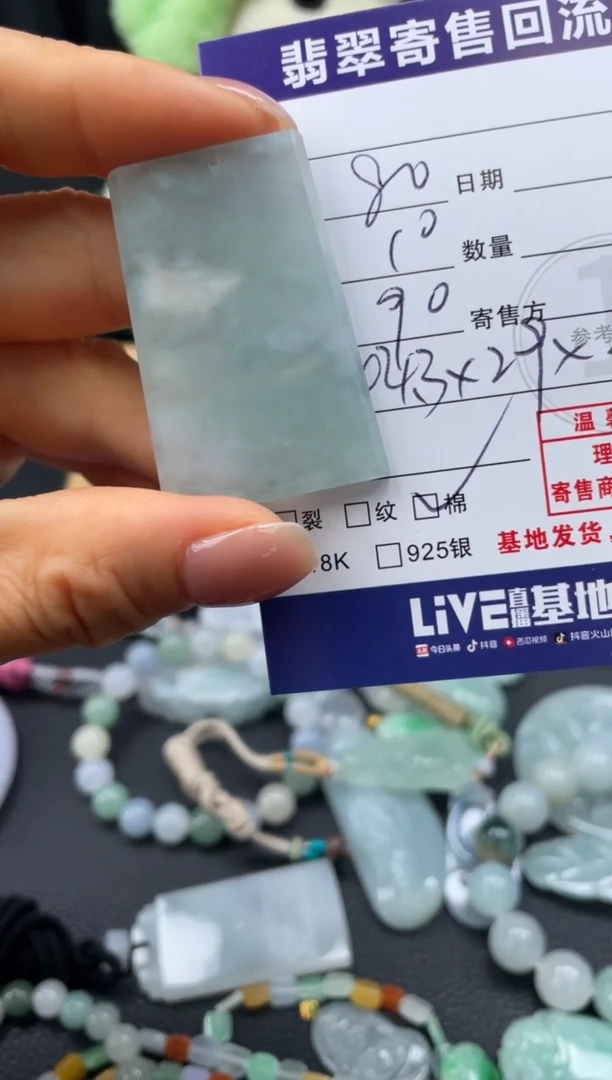 翡翠寄售回流
80 日期
10 数量
90 寄售方
参考
43×29×
温馨
理
寄售商
□裂 □纹 ☑棉
8K □925银
基地发货
LiVE直播基地
今日头条 抖音 西瓜视频 抖音火山